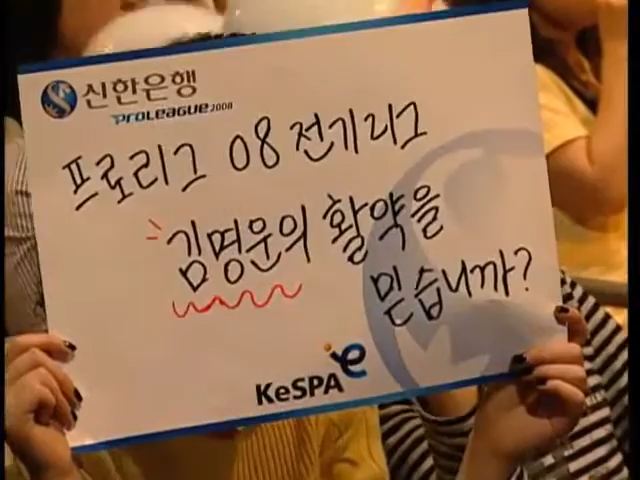 신한은행
PROLEAGUE 2008
프로리그 08 전기리그
김명운의 활약을
믿습니까?
KeSPA e